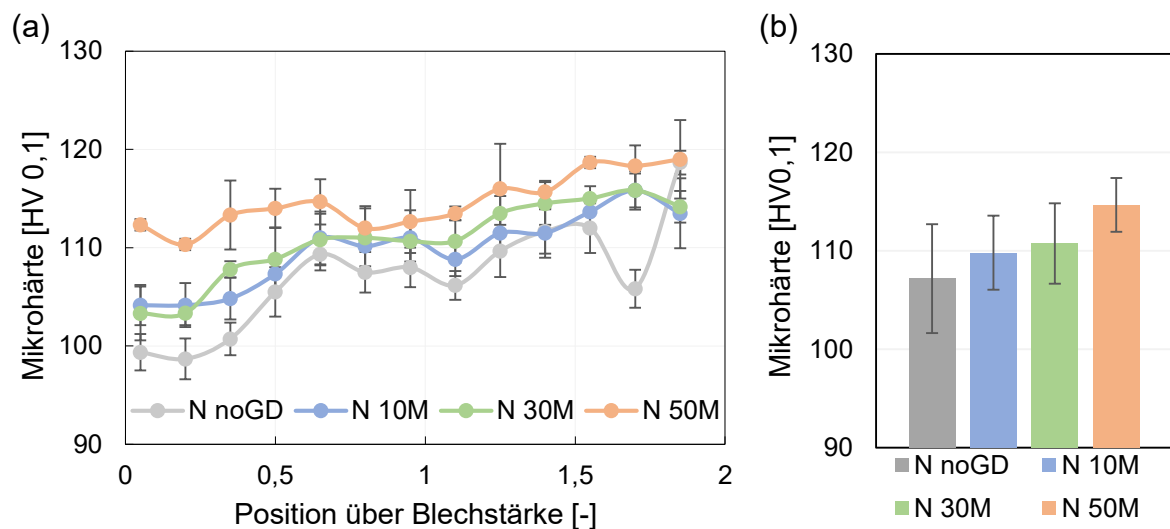 (a)
130
120
110
100
90
Mikrohärte [HV 0,1]
N noGD N 10M N 30M N 50M
0 0,5 1 1,5 2
Position über Blechstärke [-]
(b)
130
120
110
100
90
Mikrohärte [HV0,1]
N noGD N 10M
N 30M N 50M